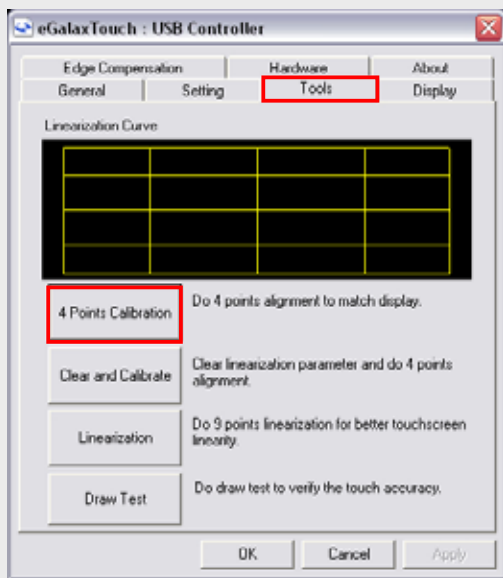 eGalaxTouch : USB Controller
Edge Compensation Hardware About
General Setting Tools Display
Linearization Curve
4 Points Calibration
Do 4 points alignment to match display.
Clear and Calibrate
Clear linearization parameter and do 4 points
alignment.
Linearization
Do 9 points linearization for better touchscreen
linearity.
Draw Test
Do draw test to verify the touch accuracy.
OK Cancel Apply